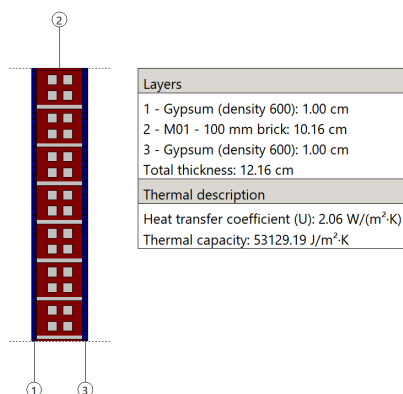 2
Layers
1 - Gypsum (density 600): 1.00 cm
2 - M01 - 100 mm brick: 10.16 cm
3 - Gypsum (density 600): 1.00 cm
Total thickness: 12.16 cm
Thermal description
Heat transfer coefficient (U): 2.06 W/(m²·K)
Thermal capacity: 53129.19 J/m²·K
1 3